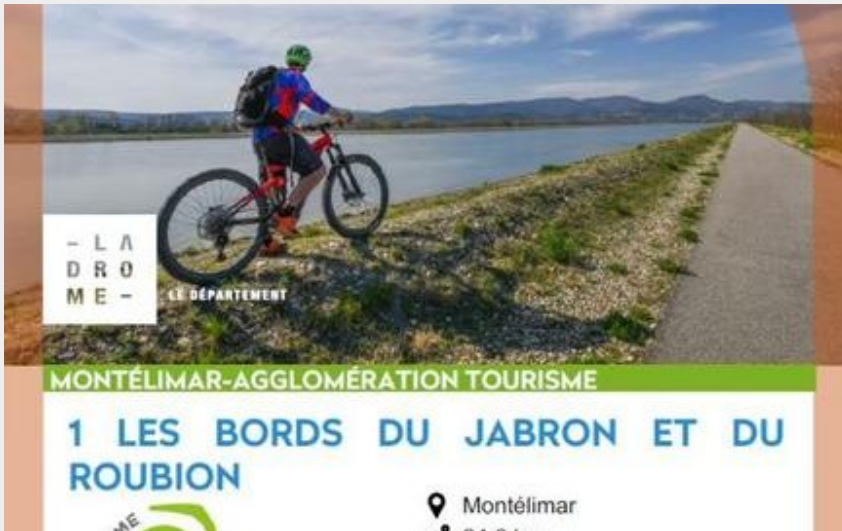 - L A
D R O
M E -
LE DÉPARTEMENT
MONTÉLIMAR-AGGLOMÉRATION TOURISME
1 LES BORDS DU JABRON ET DU
ROUBION
Montélimar